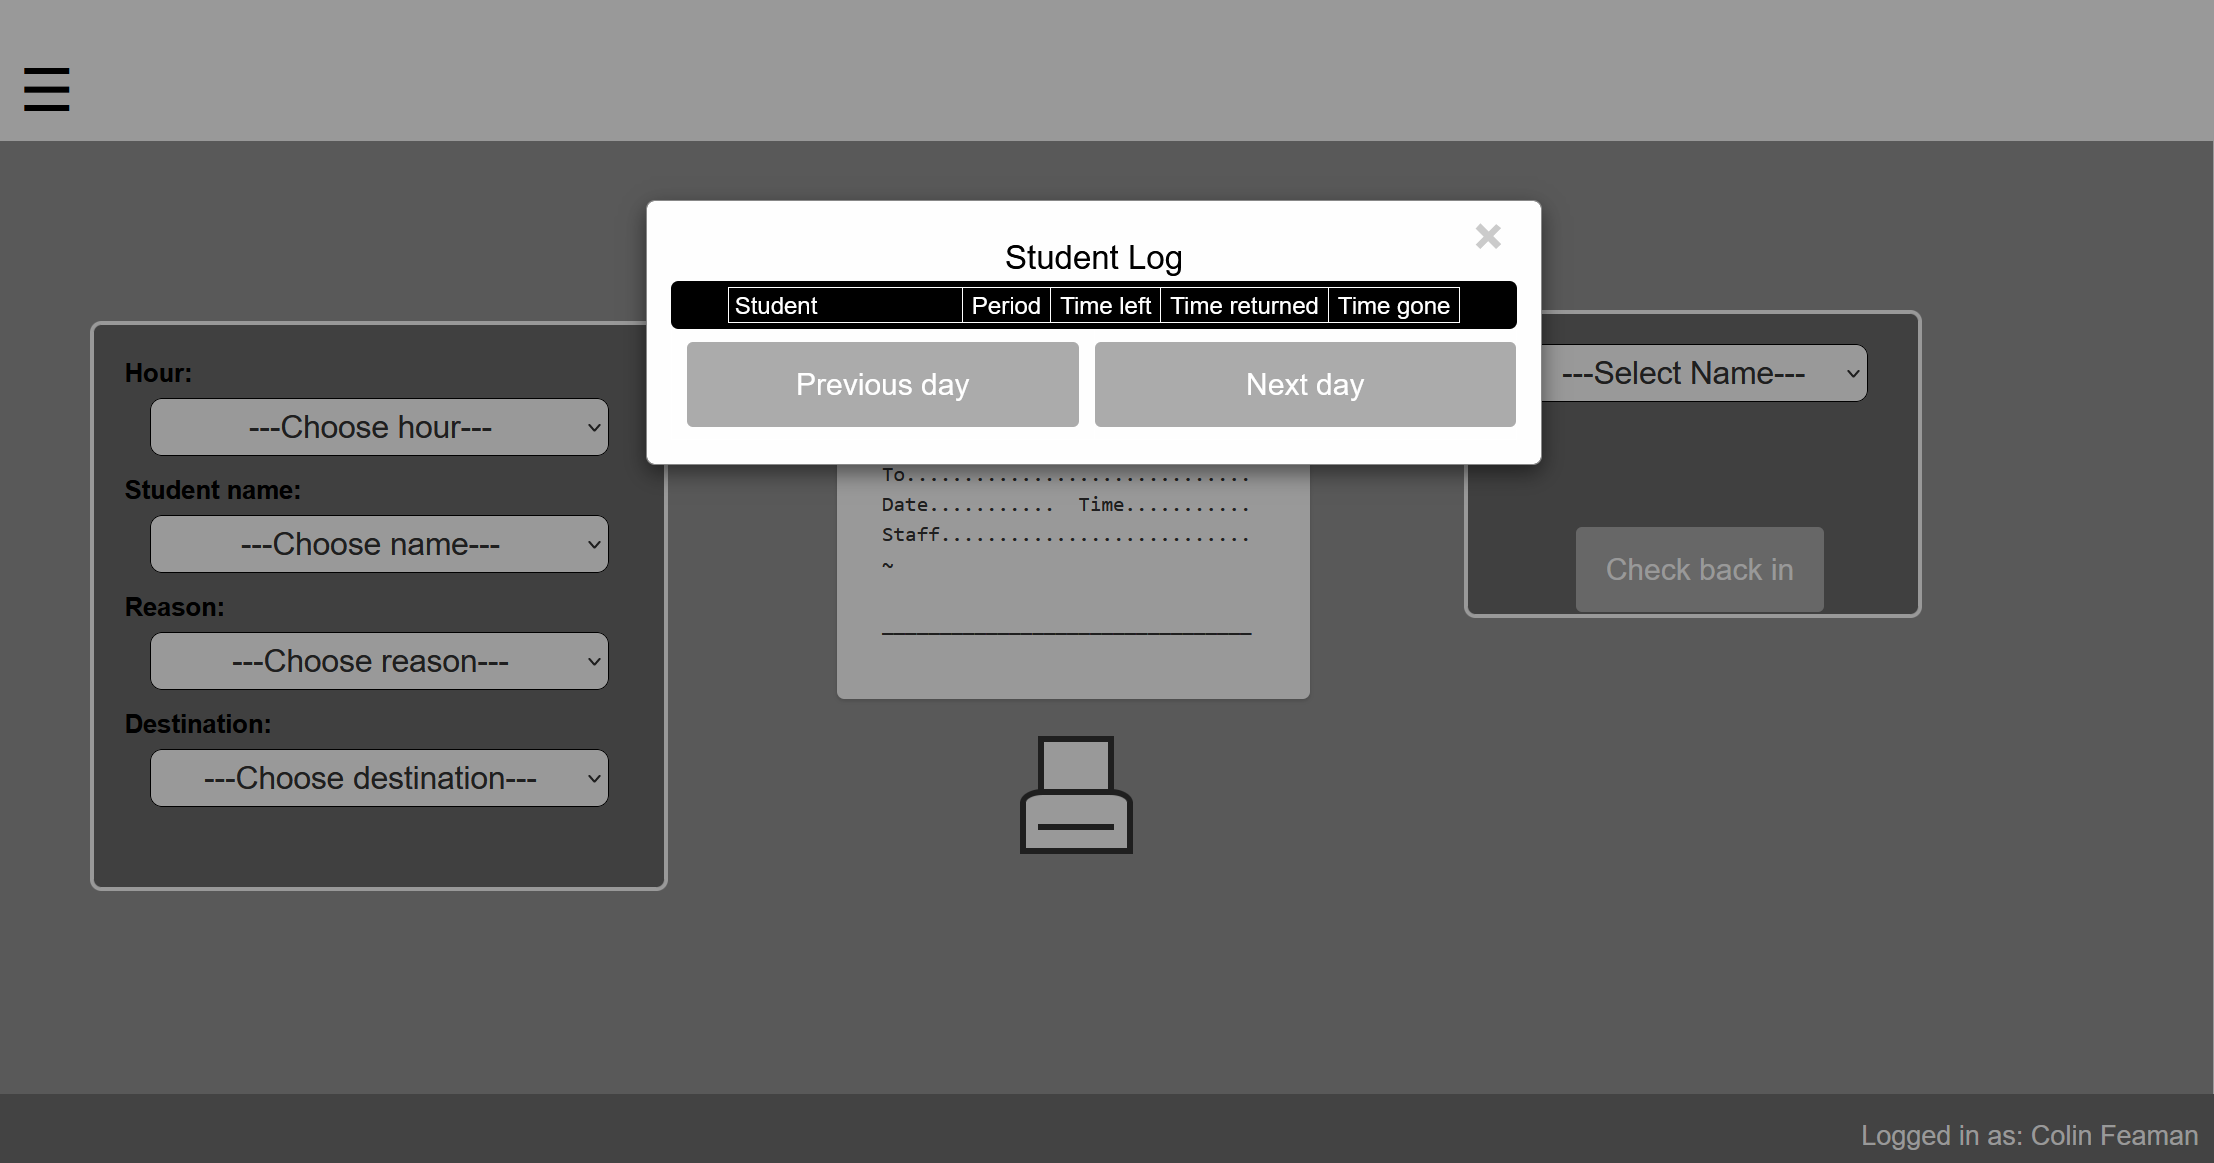 Student Log
×
Student Period Time left Time returned Time gone
Previous day Next day
Hour:
---Choose hour---
Student name:
---Choose name---
Reason:
---Choose reason---
Destination:
---Choose destination---
To..............................
Date........... Time...........
Staff...........................
~
________________________________
---Select Name---
Check back in
Logged in as: Colin Feaman